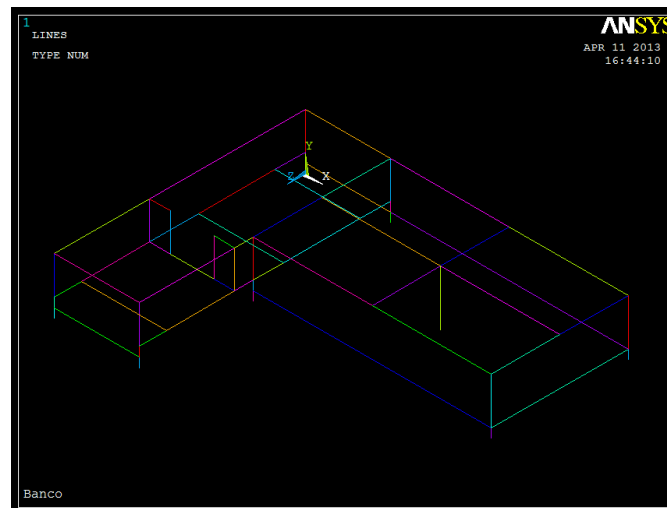 1
LINES
TYPE NUM
ANSYS
APR 11 2013
16:44:10
Y
Z
X
Banco